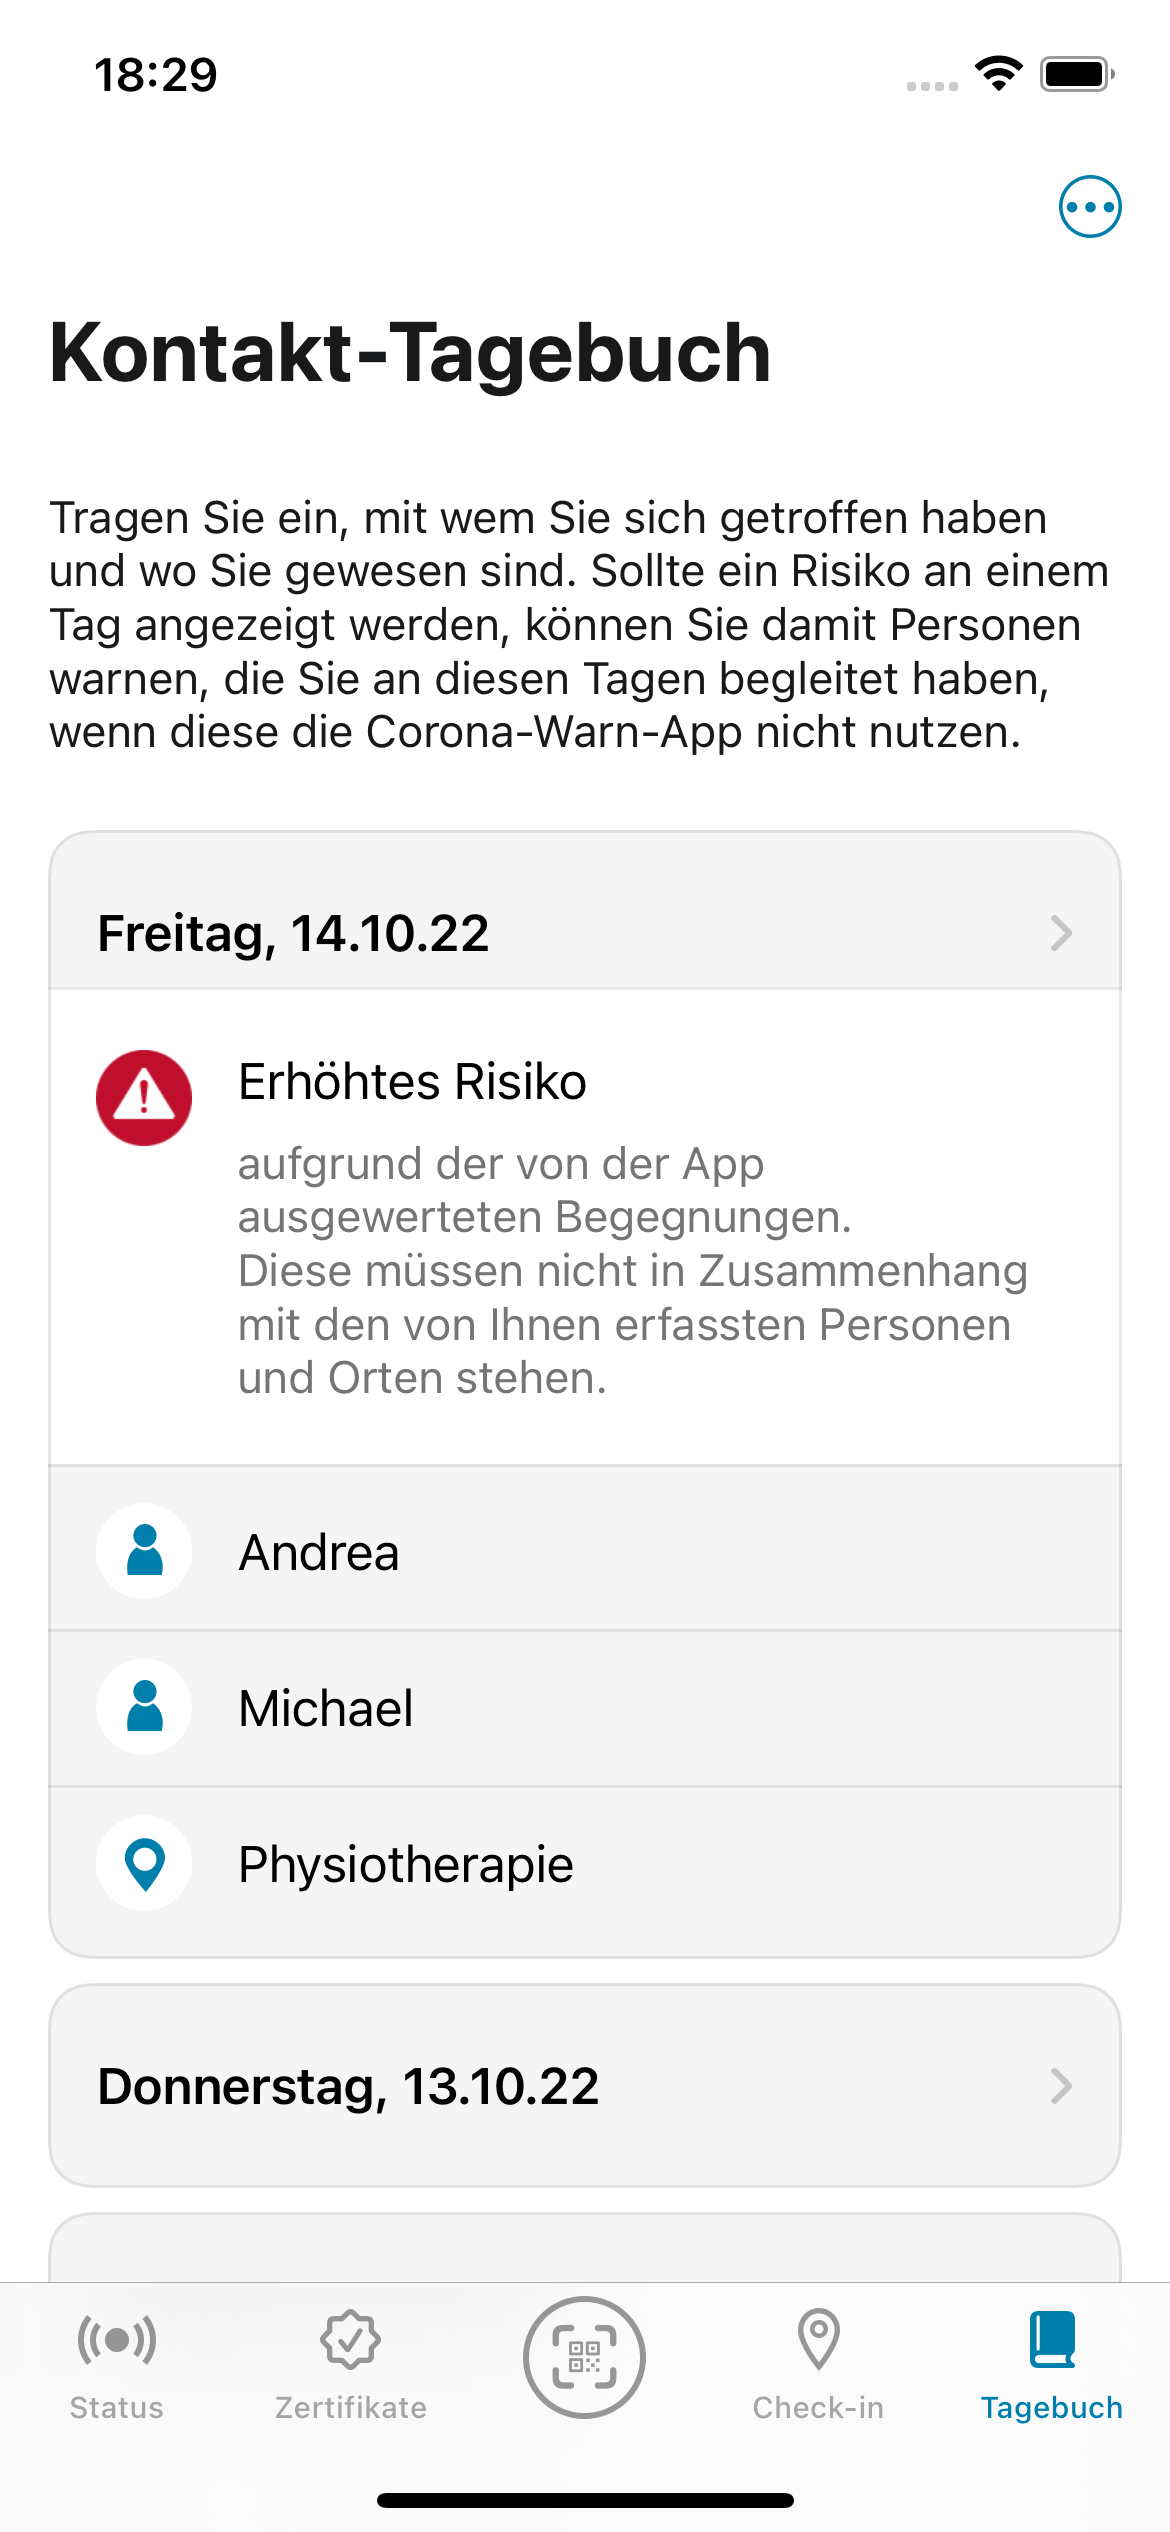 18:29
Kontakt-Tagebuch
Tragen Sie ein, mit wem Sie sich getroffen haben
und wo Sie gewesen sind. Sollte ein Risiko an einem
Tag angezeigt werden, können Sie damit Personen
warnen, die Sie an diesen Tagen begleitet haben,
wenn diese die Corona-Warn-App nicht nutzen.
Freitag, 14.10.22
Erhöhtes Risiko
aufgrund der von der App
ausgewerteten Begegnungen.
Diese müssen nicht in Zusammenhang
mit den von Ihnen erfassten Personen
und Orten stehen.
Andrea
Michael
Physiotherapie
Donnerstag, 13.10.22
Status
Zertifikate
Check-in
Tagebuch